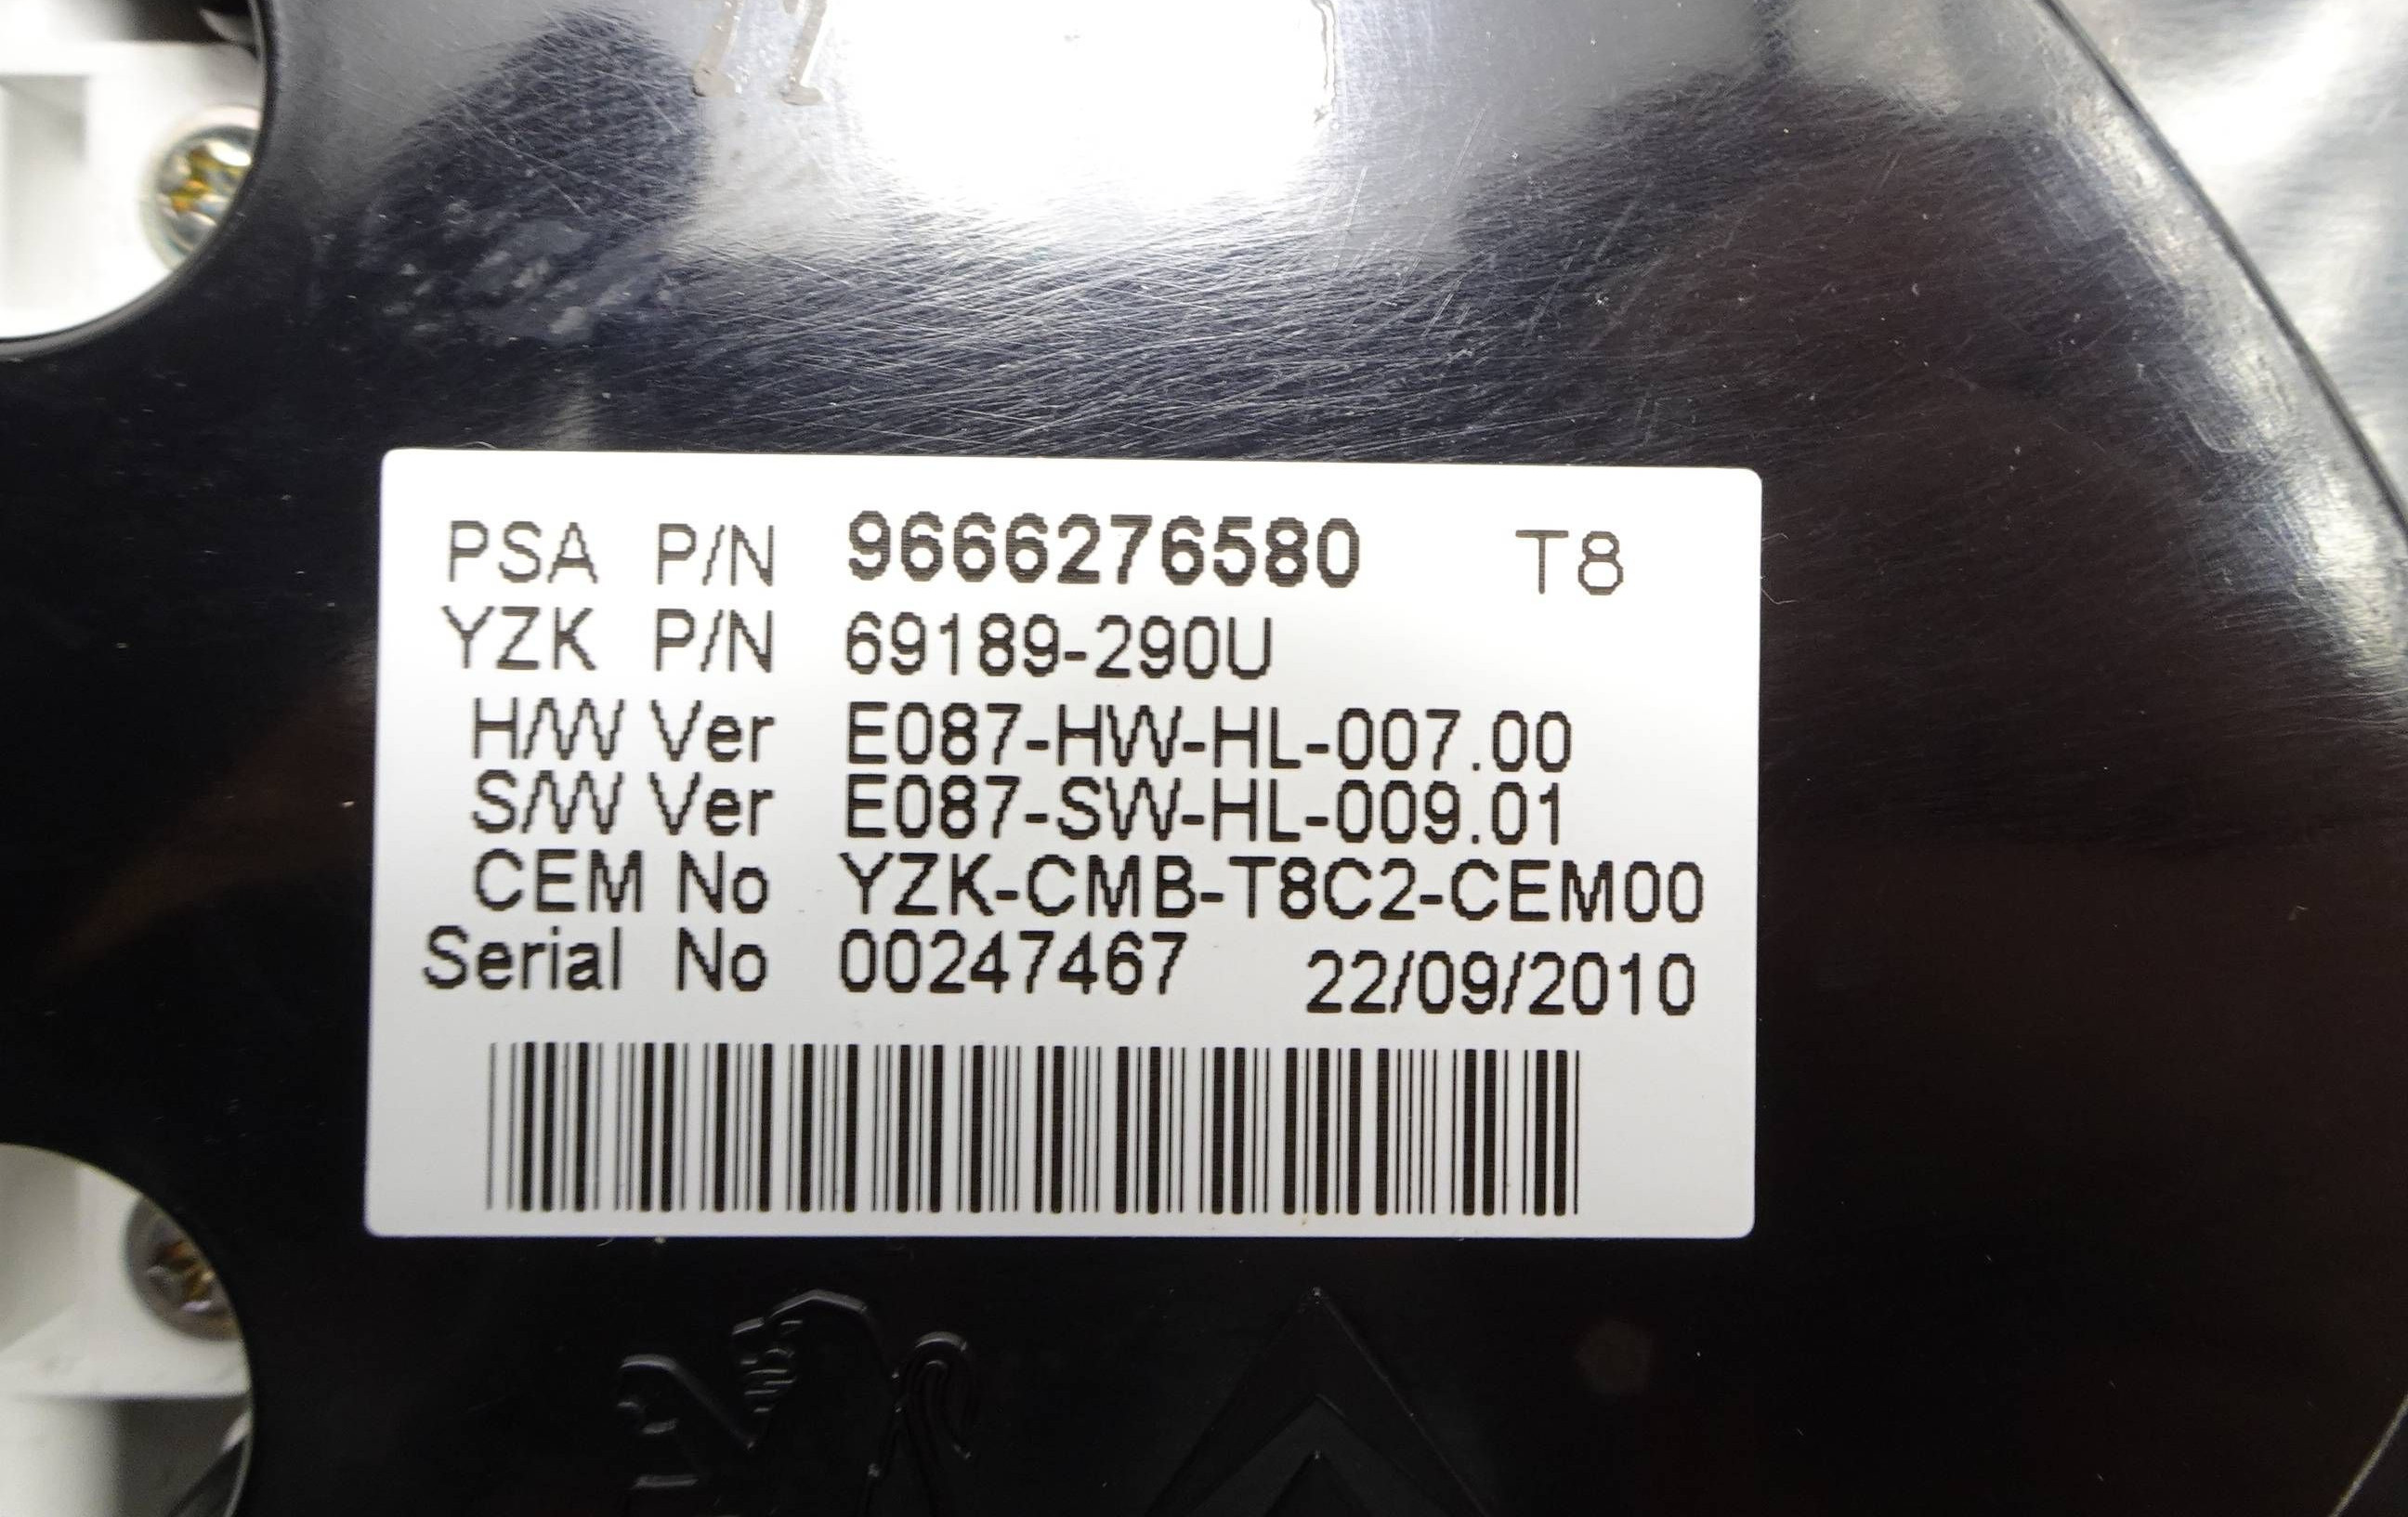 PSA P/N 9666276580 T8
YZK P/N 69189-290U
H/W Ver E087-HW-HL-007.00
S/W Ver E087-SW-HL-009.01
CEM No YZK-CMB-T8C2-CEM00
Serial No 00247467 22/09/2010